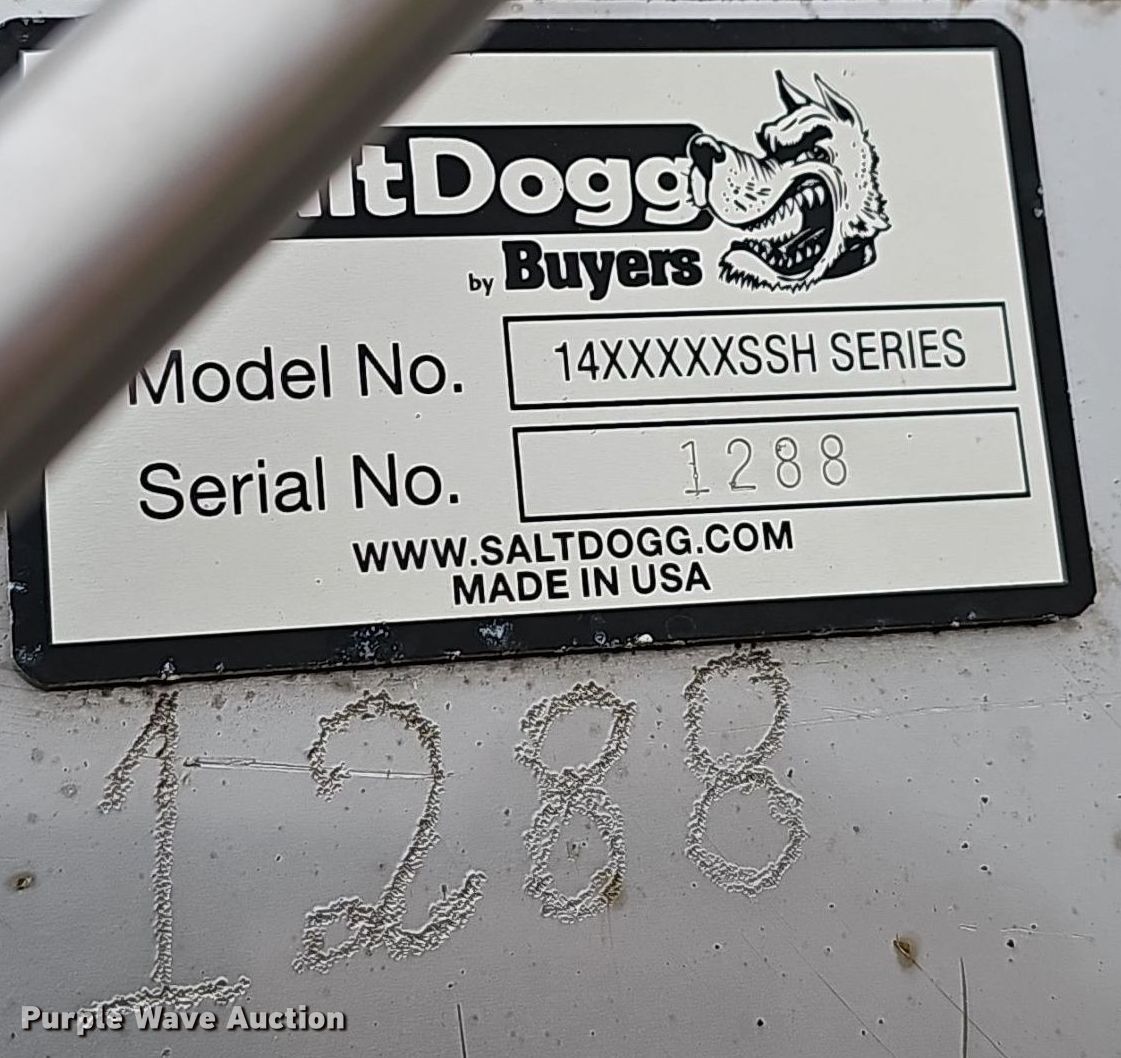 ltDogg
by Buyers
Model No. 14XXXXXSSH SERIES
Serial No. 1288
WWW.SALTDOGG.COM
MADE IN USA
1288
Purple Wave Auction